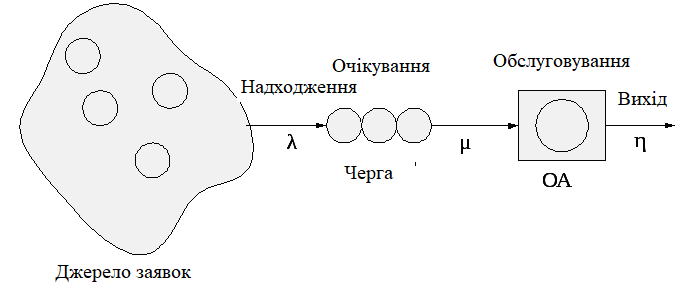 Надходження
Очікування
Обслуговування
Вихід
λ
μ
η
Черга
ОА
Джерело заявок